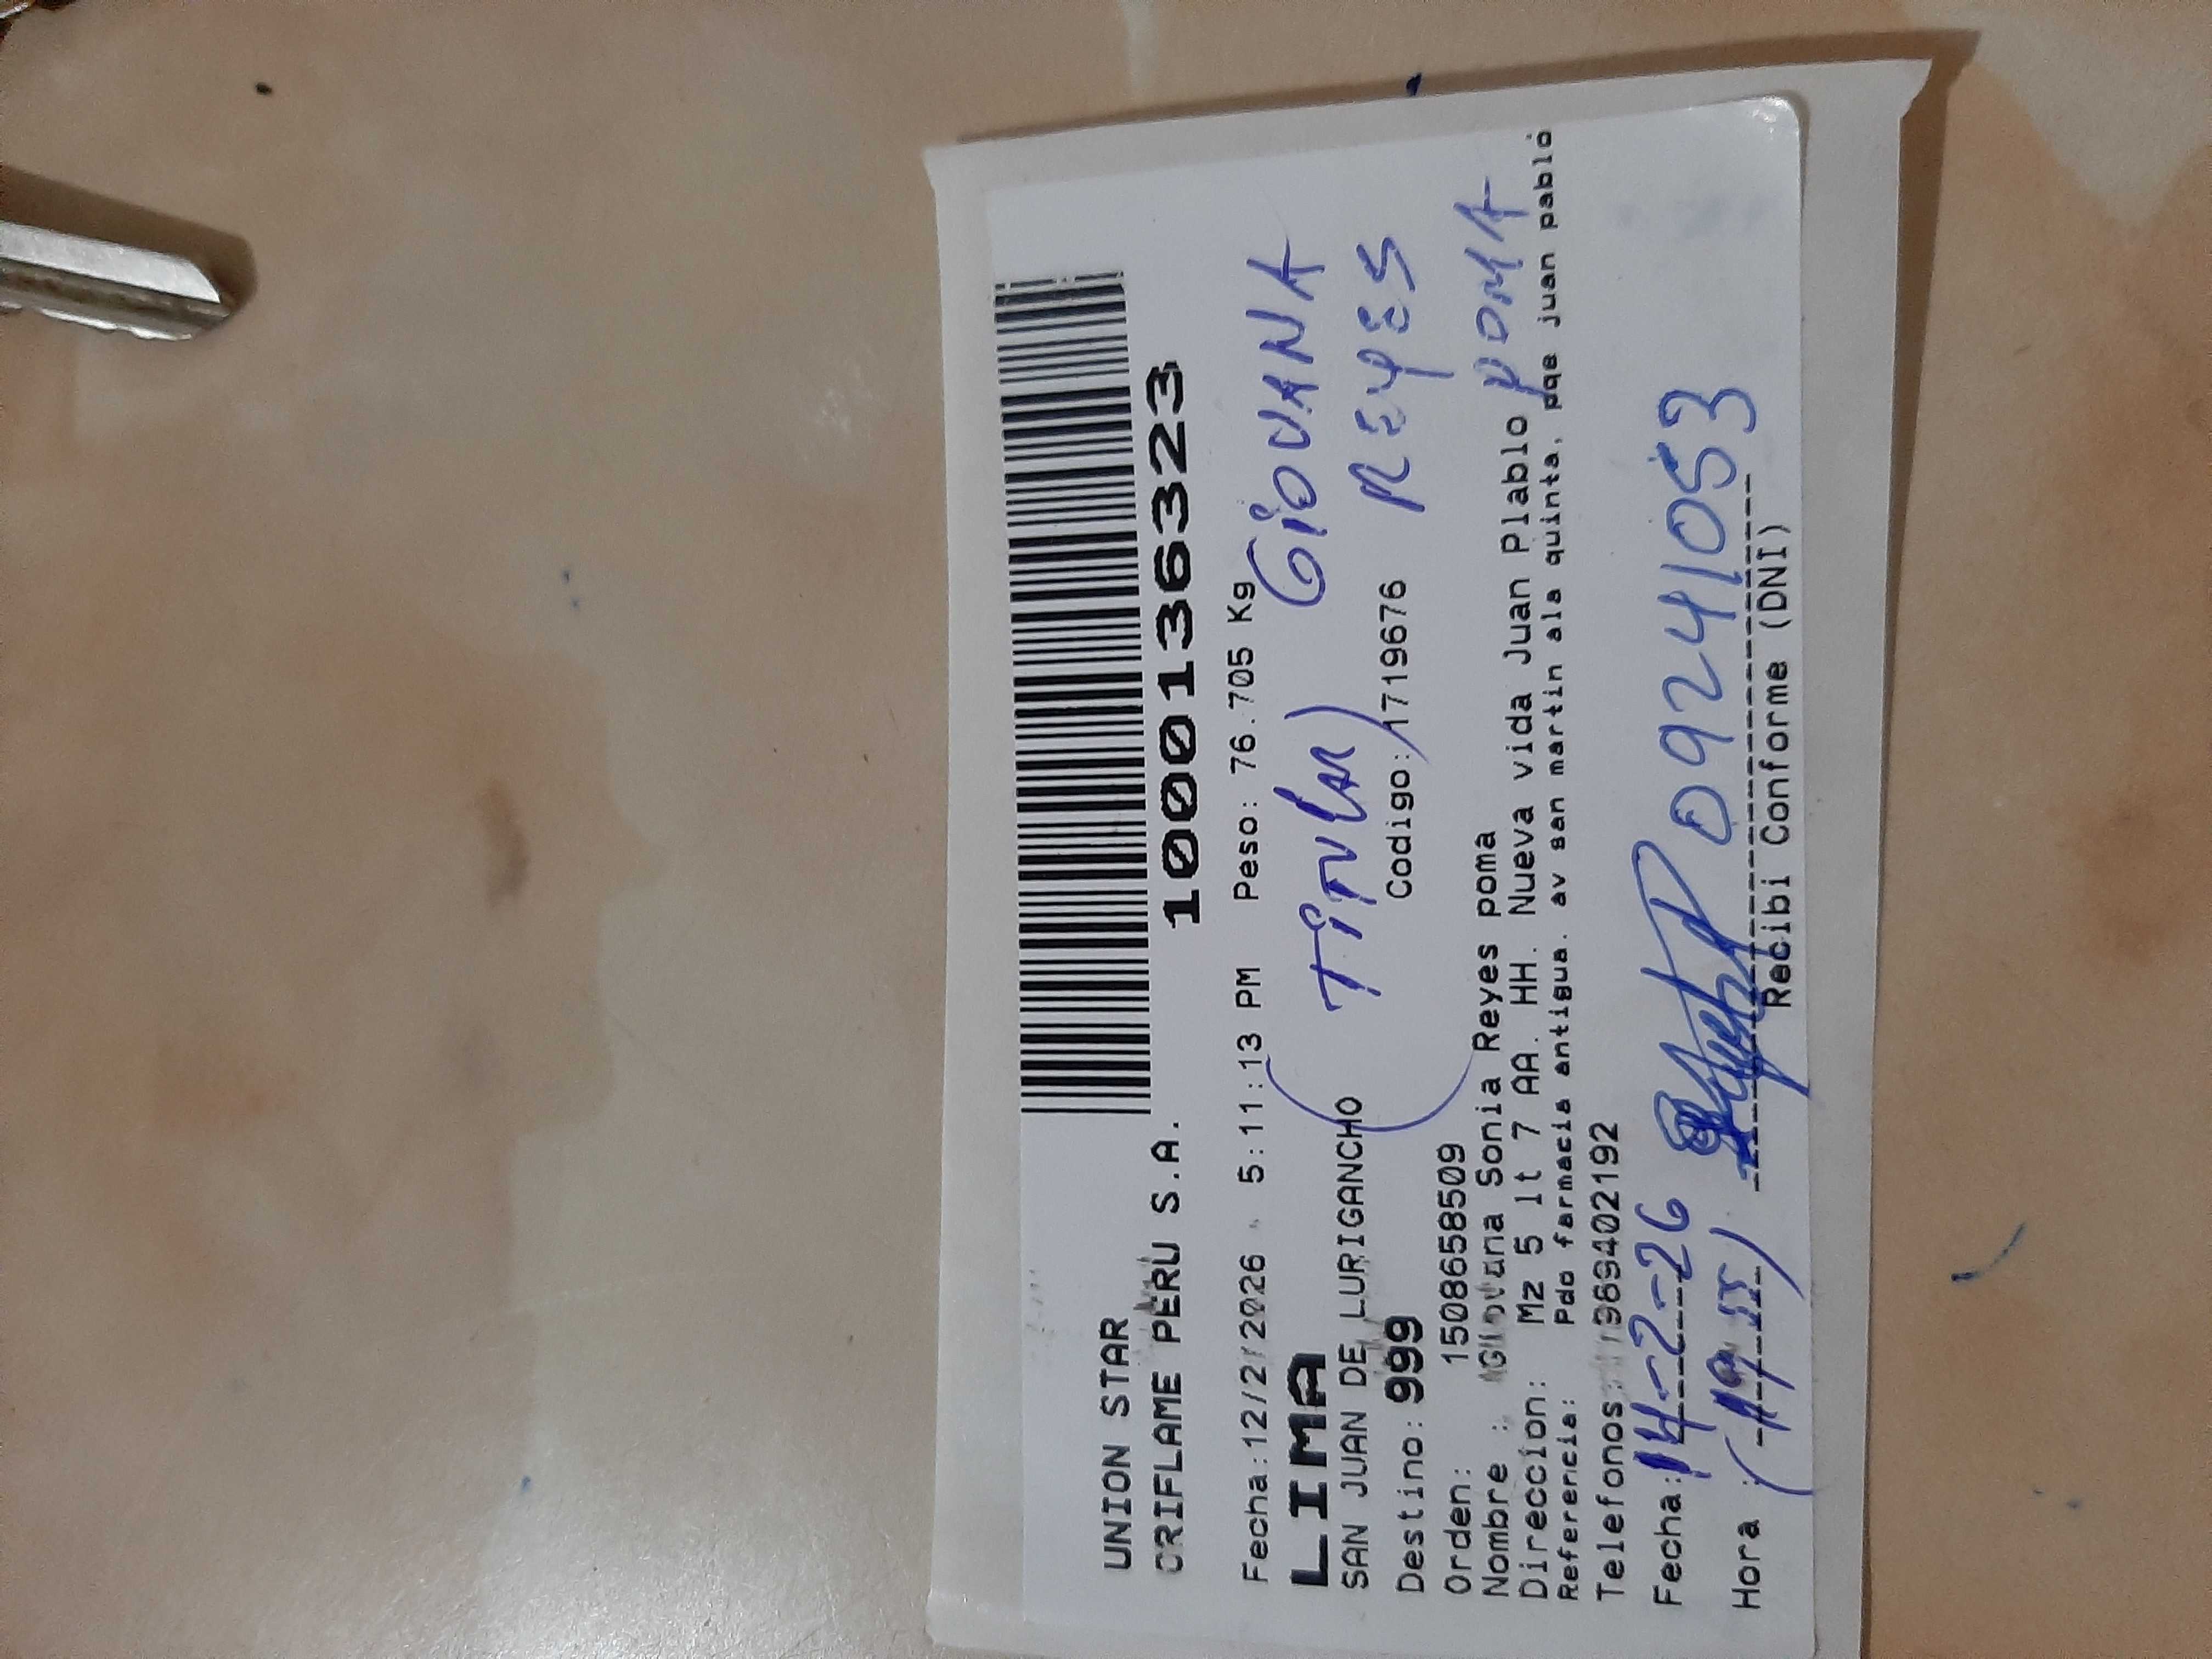 UNION STAR
ORIFLAME PERU S.A.
1000136323
Fecha:12/2/2026 5:11:13 PM Peso: 76.705 Kg
GiOVANA
LIMA
(TiTULAR)
REYES
SAN JUAN DE LURIGANCHO
Destino: 999 Codigo: 1719676
POMA
Orden: 15086658509
Nombre : Giovana Sonia Reyes poma
Direccion: Mz 5 lt 7 AA. HH. Nueva vida Juan Plablo
Referencia: Pdo farmacia antigua. av san martin ala quinta. pqe juan pablo
Telefonos: 969402192
Fecha: 14-2-26 09241053
Hora :
Recibi Conforme (DNI)